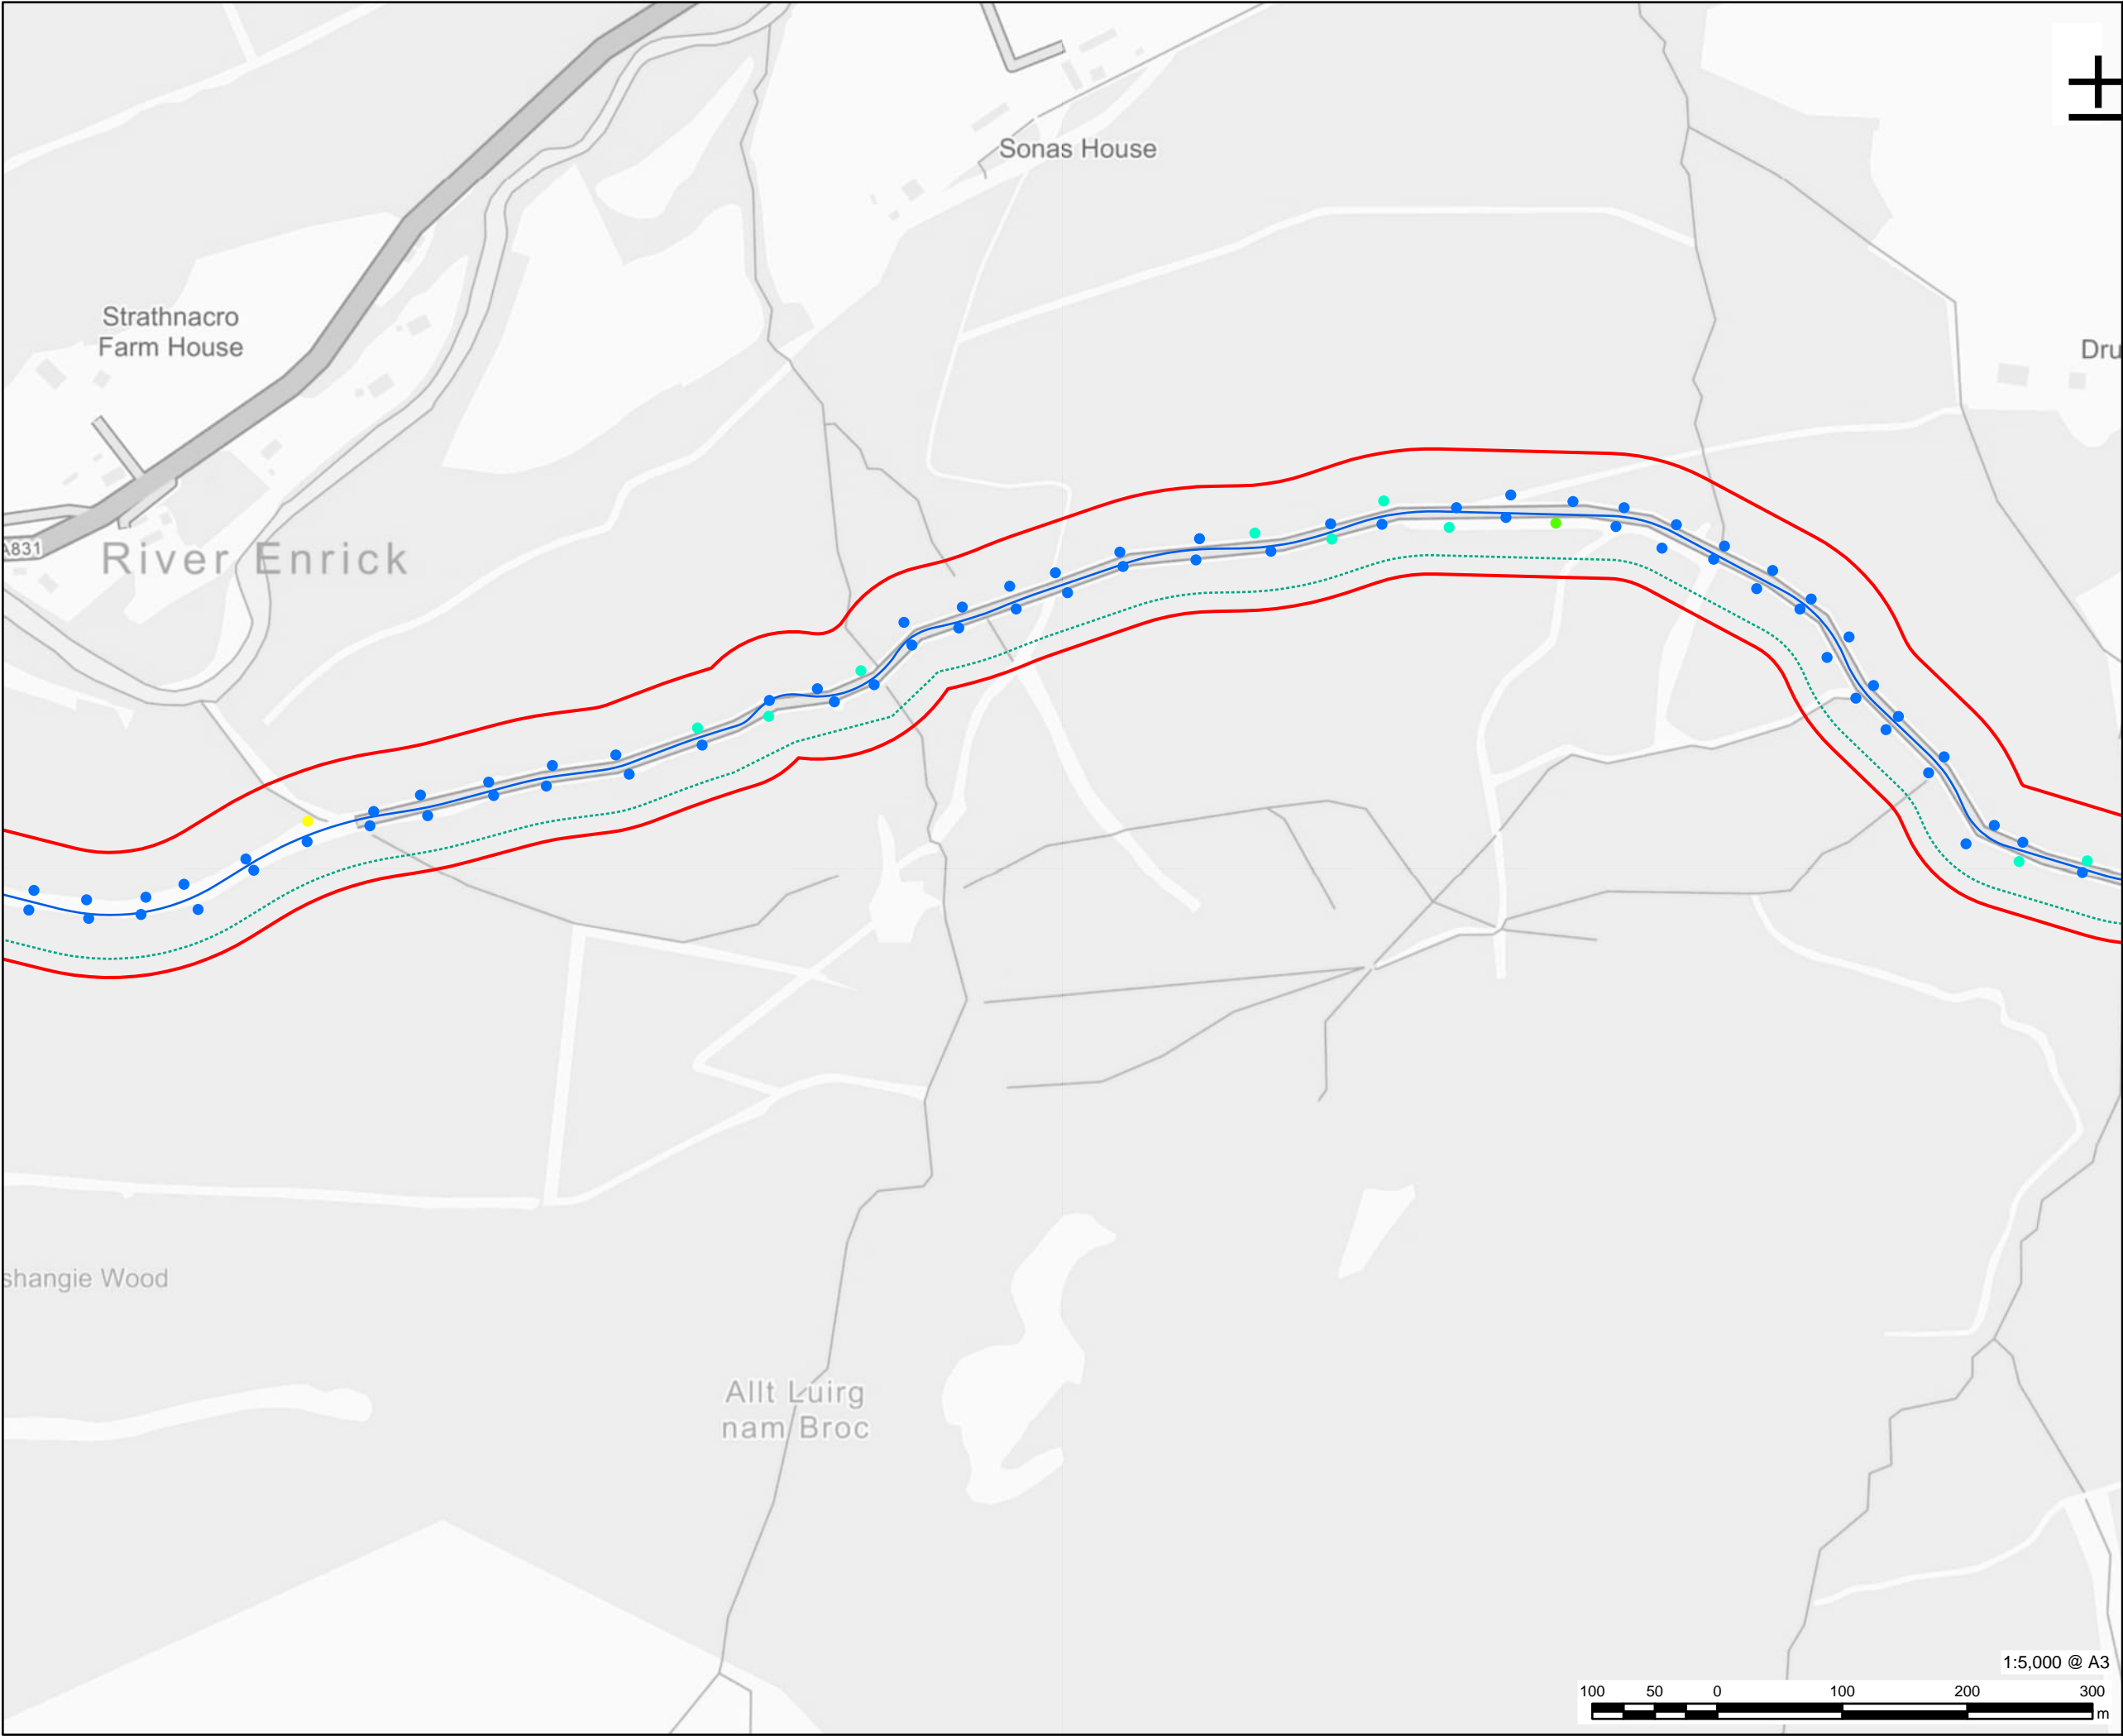 Sonas House
Strathnacro
Farm House
Dru
A831
River Enrick
shangie Wood
Allt Luirg
nam Broc
1:5,000 @ A3
100 50 0 100 200 300
m